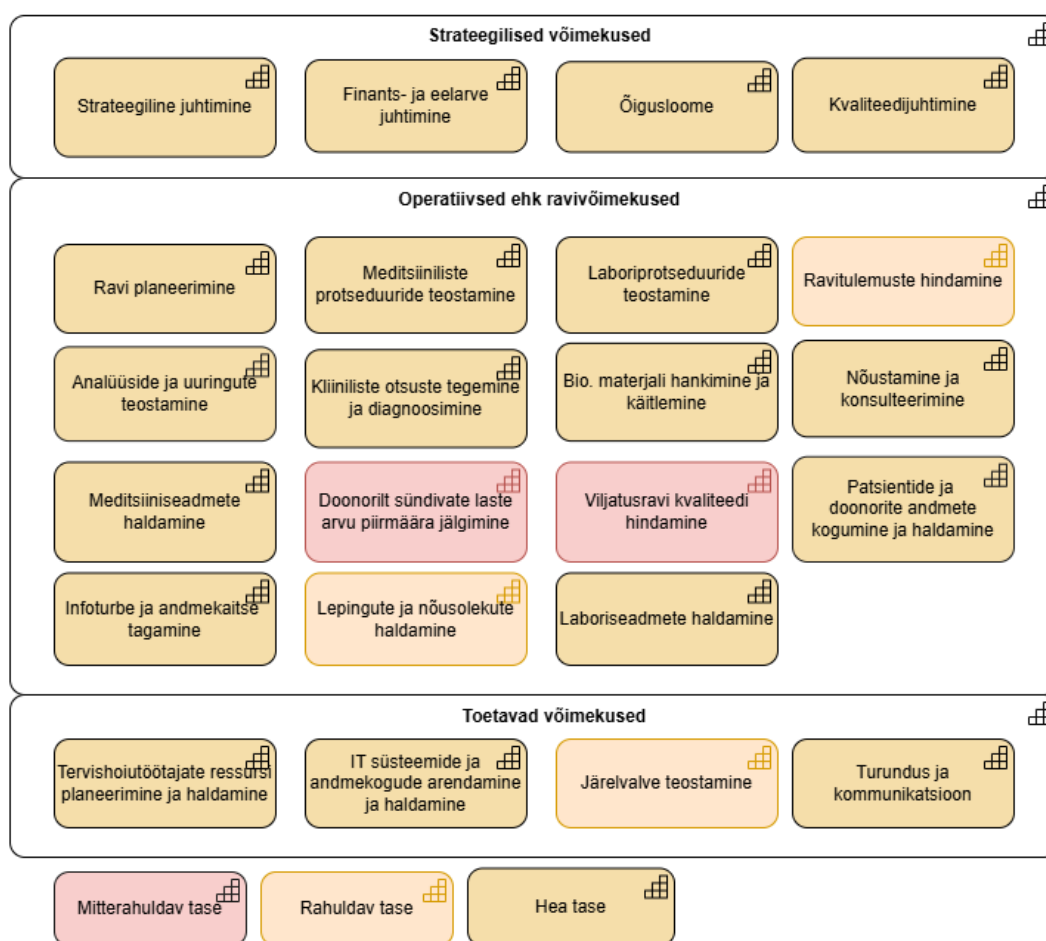 Strateegilised võimekused
Strateegiline juhtimine
Finants- ja eelarve
juhtimine
Õigusloome
Kvaliteedijuhtimine
Operatiivsed ehk ravivõimekused
Ravi planeerimine
Meditsiiniliste
protseduuride teostamine
Laboriprotseduuride
teostamine
Ravitulemuste hindamine
Analüüside ja uuringute
teostamine
Kliiniliste otsuste tegemine
ja diagnoosimine
Bio. materjali hankimine ja
käitlemine
Nõustamine ja
konsulteerimine
Meditsiiniseadmete
haldamine
Doonorilt sündivate laste
arvu piirmäära jälgimine
Viljatusravi kvaliteedi
hindamine
Patsientide ja
doonorite andmete
kogumine ja haldamine
Infoturbe ja andmekaitse
tagamine
Lepingute ja nõusolekute
haldamine
Laboriseadmete haldamine
Toetavad võimekused
Tervishoiutöötajate ressursi
planeerimine ja haldamine
IT süsteemide ja
andmekogude arendamine
ja haldamine
Järelvalve teostamine
Turundus ja
kommunikatsioon
Mitterahuldav tase
Rahuldav tase
Hea tase